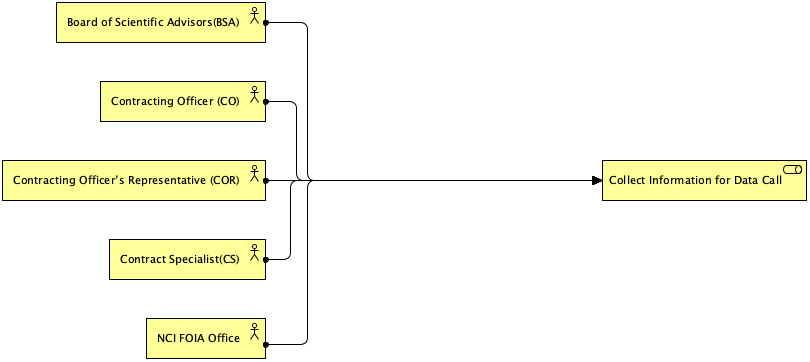 Board of Scientific Advisors(BSA)
Contracting Officer (CO)
Contracting Officer's Representative (COR)
Collect Information for Data Call
Contract Specialist(CS)
NCI FOIA Office